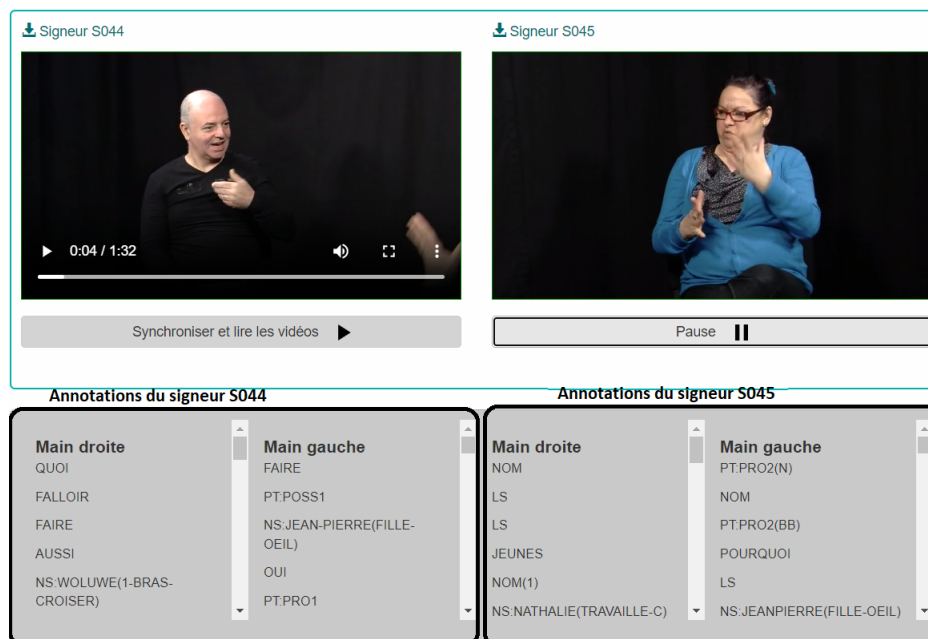 Signeur S044
Signeur S045
0:04 / 1:32
Synchroniser et lire les vidéos
Pause
Annotations du signeur S044
Annotations du signeur S045
Main droite
QUOI
FALLOIR
FAIRE
AUSSI
NS:WOLUWE(1-BRAS-
CROISER)
Main gauche
FAIRE
PT:POSS1
NS:JEAN-PIERRE(FILLE-
OEIL)
OUI
PT:PRO1
Main droite
NOM
LS
LS
JEUNES
NOM(1)
NS:NATHALIE(TRAVAILLE-C)
Main gauche
PT:PRO2(N)
NOM
PT:PRO2(BB)
POURQUOI
LS
NS:JEANPIERRE(FILLE-OEIL)